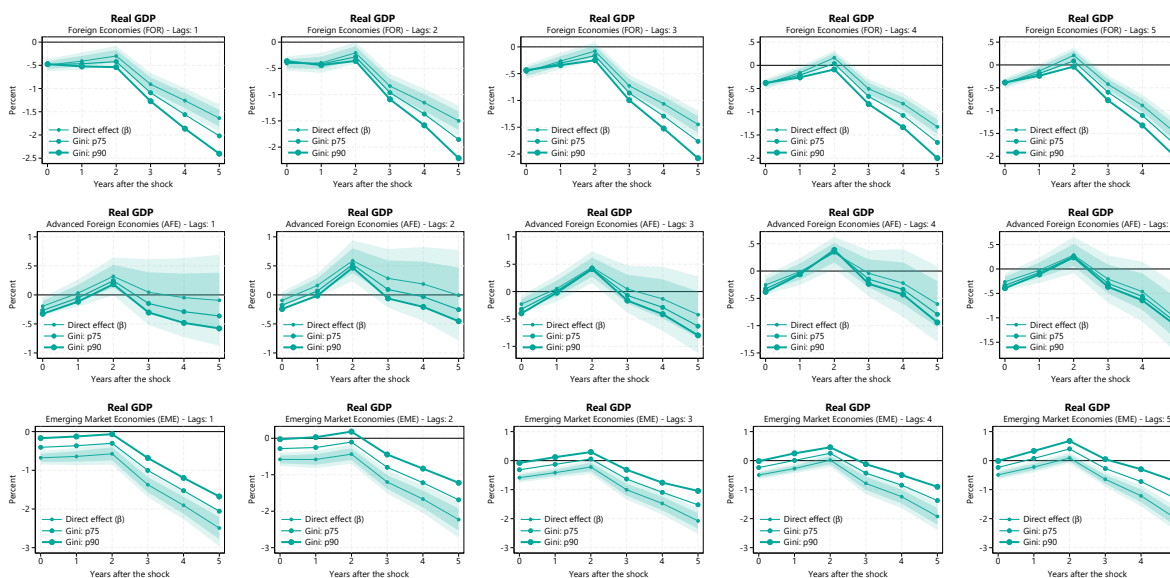 Real GDP
Foreign Economies (FOR) - Lags: 1
Percent
0
-.5
-1
-1.5
-2
-2.5
Direct effect (β)
Gini: p75
Gini: p90
0 1 2 3 4 5
Years after the shock
Real GDP
Foreign Economies (FOR) - Lags: 2
Percent
0
-.5
-1
-1.5
-2
Direct effect (β)
Gini: p75
Gini: p90
0 1 2 3 4 5
Years after the shock
Real GDP
Foreign Economies (FOR) - Lags: 3
Percent
0
-.5
-1
-1.5
-2
Direct effect (β)
Gini: p75
Gini: p90
0 1 2 3 4 5
Years after the shock
Real GDP
Foreign Economies (FOR) - Lags: 4
Percent
.5
0
-.5
-1
-1.5
-2
Direct effect (β)
Gini: p75
Gini: p90
0 1 2 3 4 5
Years after the shock
Real GDP
Foreign Economies (FOR) - Lags: 5
Percent
.5
0
-.5
-1
-1.5
-2
Direct effect (β)
Gini: p75
Gini: p90
0 1 2 3 4
Years after the shock
Real GDP
Advanced Foreign Economies (AFE) - Lags: 1
Percent
1
.5
0
-.5
-1
Direct effect (β)
Gini: p75
Gini: p90
0 1 2 3 4 5
Years after the shock
Real GDP
Advanced Foreign Economies (AFE) - Lags: 2
Percent
1
.5
0
-.5
-1
Direct effect (β)
Gini: p75
Gini: p90
0 1 2 3 4 5
Years after the shock
Real GDP
Advanced Foreign Economies (AFE) - Lags: 3
Percent
1
.5
0
-.5
-1
Direct effect (β)
Gini: p75
Gini: p90
0 1 2 3 4 5
Years after the shock
Real GDP
Advanced Foreign Economies (AFE) - Lags: 4
Percent
.5
0
-.5
-1
-1.5
Direct effect (β)
Gini: p75
Gini: p90
0 1 2 3 4 5
Years after the shock
Real GDP
Advanced Foreign Economies (AFE) - Lags:
Percent
.5
0
-.5
-1
-1.5
Direct effect (β)
Gini: p75
Gini: p90
0 1 2 3 4
Years after the shock
Real GDP
Emerging Market Economies (EME) - Lags: 1
Percent
0
-1
-2
-3
Direct effect (β)
Gini: p75
Gini: p90
0 1 2 3 4 5
Years after the shock
Real GDP
Emerging Market Economies (EME) - Lags: 2
Percent
0
-1
-2
-3
Direct effect (β)
Gini: p75
Gini: p90
0 1 2 3 4 5
Years after the shock
Real GDP
Emerging Market Economies (EME) - Lags: 3
Percent
1
0
-1
-2
-3
Direct effect (β)
Gini: p75
Gini: p90
0 1 2 3 4 5
Years after the shock
Real GDP
Emerging Market Economies (EME) - Lags: 4
Percent
1
0
-1
-2
-3
Direct effect (β)
Gini: p75
Gini: p90
0 1 2 3 4 5
Years after the shock
Real GDP
Emerging Market Economies (EME) - Lags: 5
Percent
1
0
-1
-2
-3
Direct effect (β)
Gini: p75
Gini: p90
0 1 2 3 4
Years after the shock